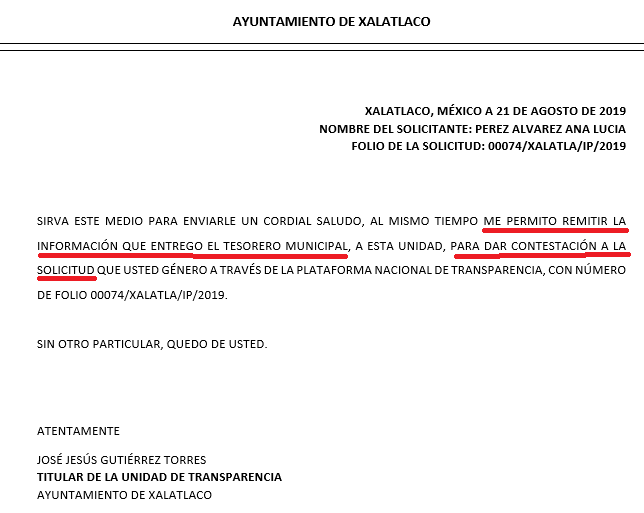 AYUNTAMIENTO DE XALATLACO
XALATLACO, MÉXICO A 21 DE AGOSTO DE 2019
NOMBRE DEL SOLICITANTE: PEREZ ALVAREZ ANA LUCIA
FOLIO DE LA SOLICITUD: 00074/XALATLA/IP/2019
SIRVA ESTE MEDIO PARA ENVIARLE UN CORDIAL SALUDO, AL MISMO TIEMPO ME PERMITO REMITIR LA
INFORMACIÓN QUE ENTREGO EL TESORERO MUNICIPAL, A ESTA UNIDAD, PARA DAR CONTESTACIÓN A LA
SOLICITUD QUE USTED GÉNERO A TRAVÉS DE LA PLATAFORMA NACIONAL DE TRANSPARENCIA, CON NÚMERO
DE FOLIO 00074/XALATLA/IP/2019.
SIN OTRO PARTICULAR, QUEDO DE USTED.
ATENTAMENTE
JOSÉ JESÚS GUTIÉRREZ TORRES
TITULAR DE LA UNIDAD DE TRANSPARENCIA
AYUNTAMIENTO DE XALATLACO